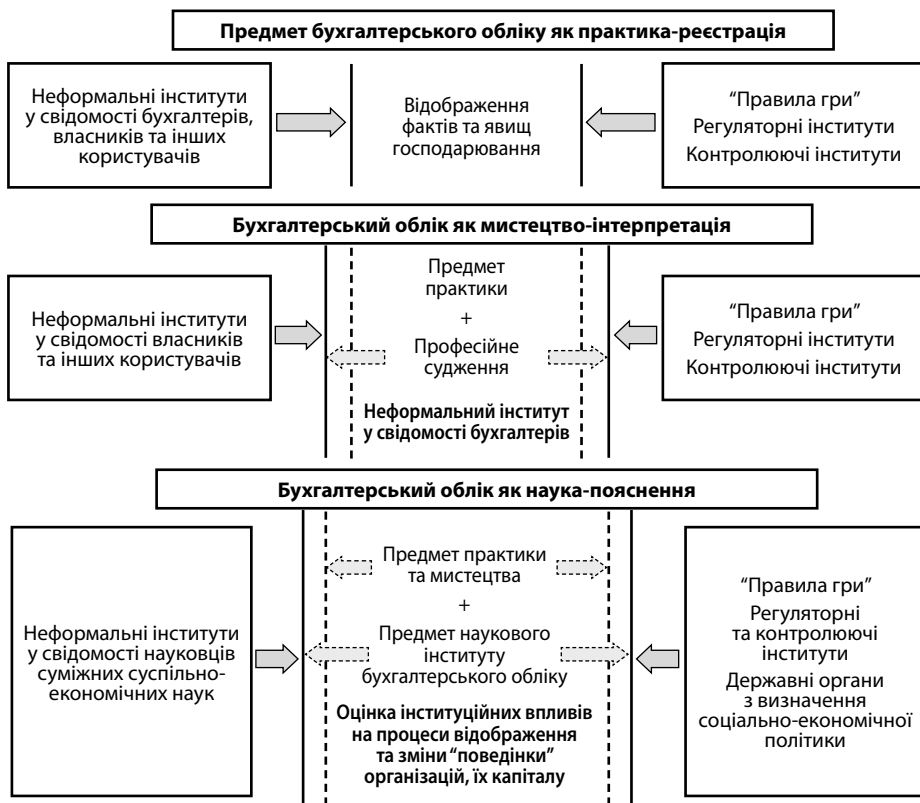 Предмет бухгалтерського обліку як практика-реєстрація
Неформальні інститути
у свідомості бухгалтерів,
власників та інших
користувачів
Відображення
фактів та явищ
господарювання
“Правила гри”
Регуляторні інститути
Контролюючі інститути
Бухгалтерський облік як мистецтво-інтерпретація
Неформальні інститути
у свідомості власників
та інших користувачів
Предмет
практики
+
Професійне
судження
Неформальний інститут
у свідомості бухгалтерів
“Правила гри”
Регуляторні інститути
Контролюючі інститути
Бухгалтерський облік як наука-пояснення
Неформальні інститути
у свідомості науковців
суміжних суспільно-
економічних наук
Предмет практики
та мистецтва
+
Предмет наукового
інституту
бухгалтерського обліку
Оцінка інституційних впливів
на процеси відображення
та зміни “поведінки”
організацій, їх капіталу
“Правила гри”
Регуляторні
та контролюючі
інститути
Державні органи
з визначення
соціально-економічної
політики